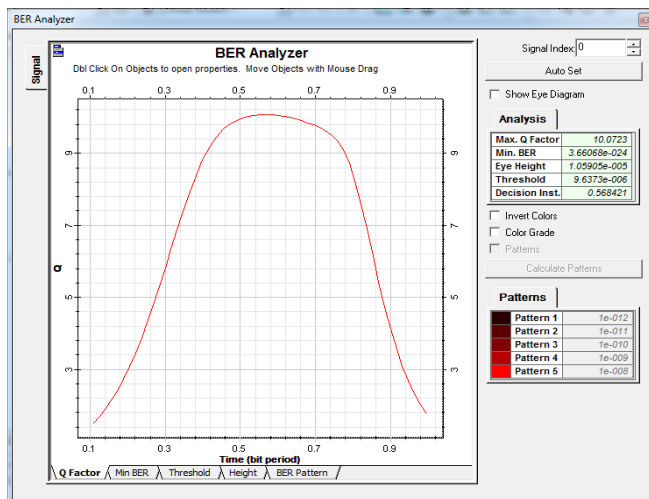 BER Analyzer
Signal
BER Analyzer
Dbl Click On Objects to open properties.  Move Objects with Mouse Drag
0.1 0.3 0.5 0.7 0.9
9 9
7 7
Q
5 5
3 3
0.1 0.3 0.5 0.7 0.9
Time (bit period)
Q Factor Min BER Threshold Height BER Pattern
Signal Index: 0
Auto Set
Show Eye Diagram
Analysis
Max. Q Factor 10.0723
Min. BER 3.66068e-024
Eye Height 1.05905e-005
Threshold 9.6373e-006
Decision Inst. 0.568421
Invert Colors
Color Grade
Patterns
Calculate Patterns
Patterns
Pattern 1 1e-012
Pattern 2 1e-011
Pattern 3 1e-010
Pattern 4 1e-009
Pattern 5 1e-008